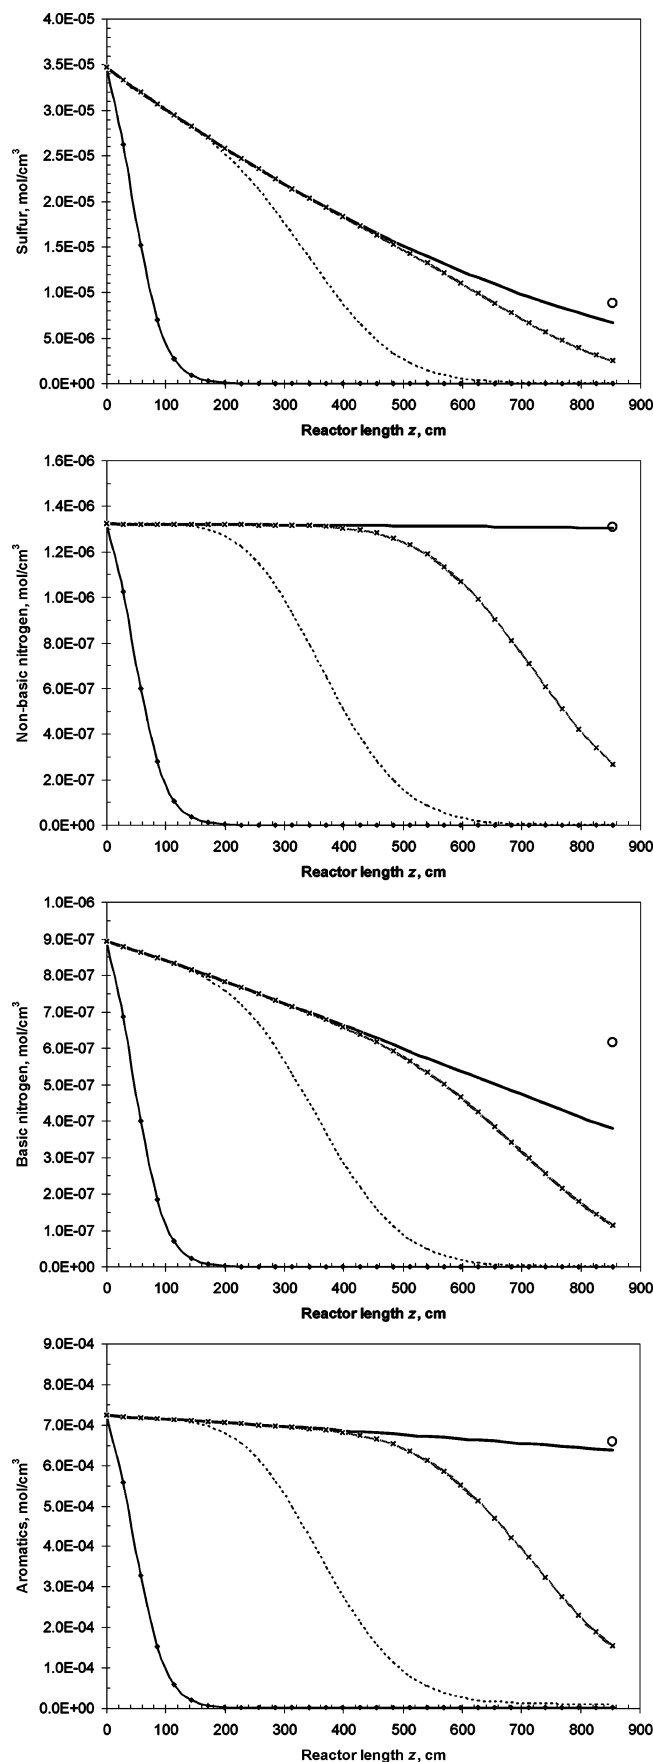 4.0E-05
3.5E-05
3.0E-05
2.5E-05
2.0E-05
1.5E-05
1.0E-05
5.0E-06
0.0E+00
Sulfur, mol/cm³
0 100 200 300 400 500 600 700 800 900
Reactor length z, cm
1.6E-06
1.4E-06
1.2E-06
1.0E-06
8.0E-07
6.0E-07
4.0E-07
2.0E-07
0.0E+00
Non-basic nitrogen, mol/cm³
0 100 200 300 400 500 600 700 800 900
Reactor length z, cm
1.0E-06
9.0E-07
8.0E-07
7.0E-07
6.0E-07
5.0E-07
4.0E-07
3.0E-07
2.0E-07
1.0E-07
0.0E+00
Basic nitrogen, mol/cm³
0 100 200 300 400 500 600 700 800 900
Reactor length z, cm
9.0E-04
8.0E-04
7.0E-04
6.0E-04
5.0E-04
4.0E-04
3.0E-04
2.0E-04
1.0E-04
0.0E+00
Aromatics, mol/cm³
0 100 200 300 400 500 600 700 800 900
Reactor length z, cm